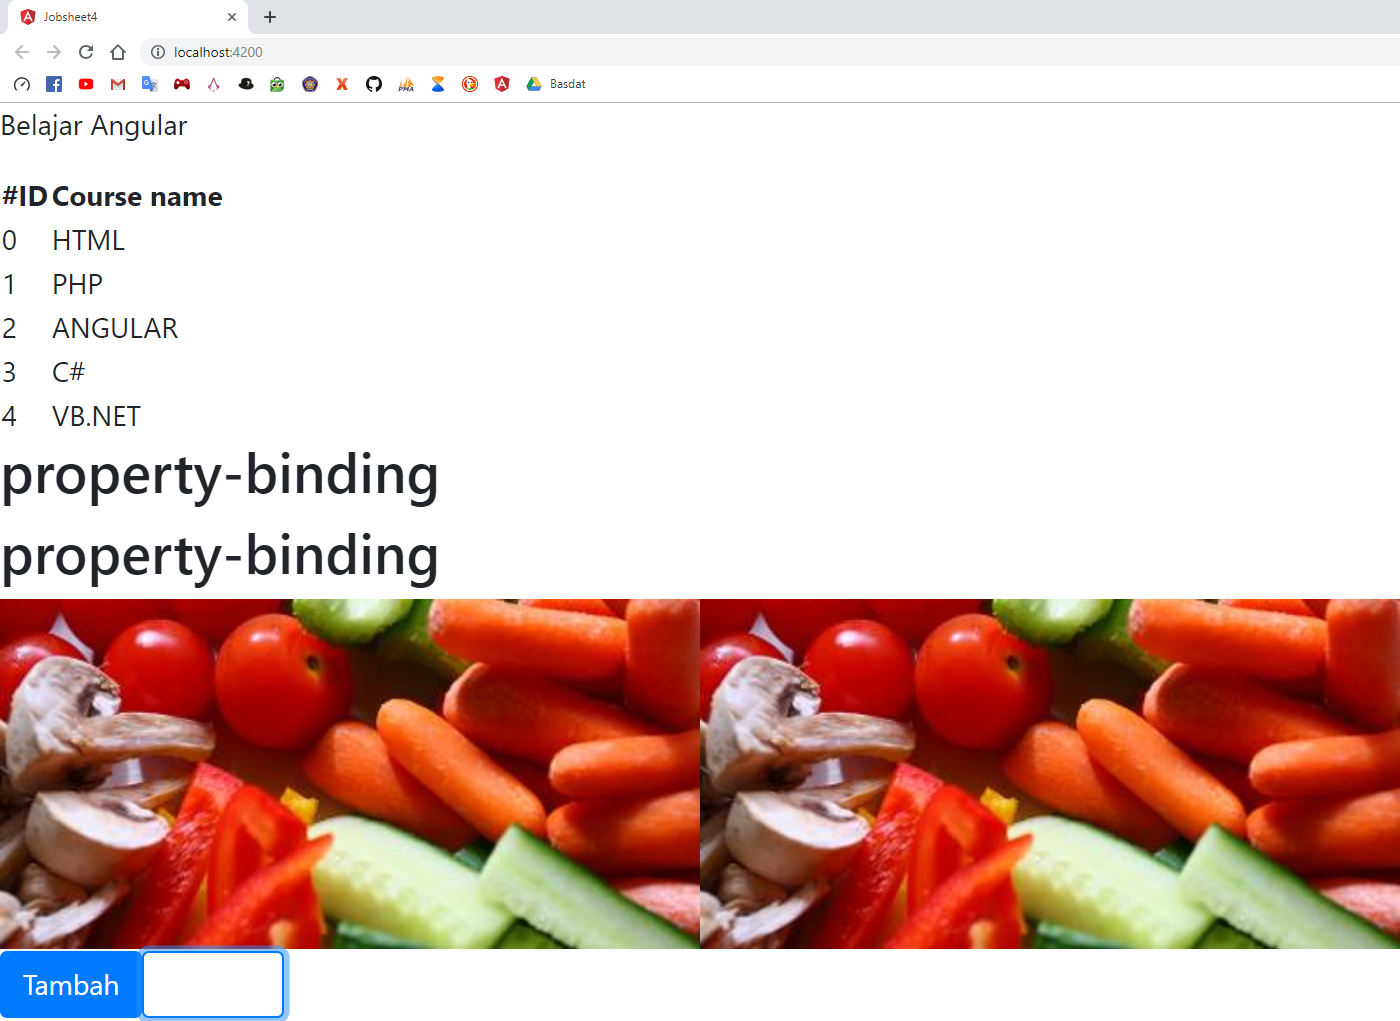 Jobsheet4
localhost:4200
PMA
Basdat
Belajar Angular
#ID Course name
0 HTML
1 PHP
2 ANGULAR
3 C#
4 VB.NET
property-binding
property-binding
Tambah